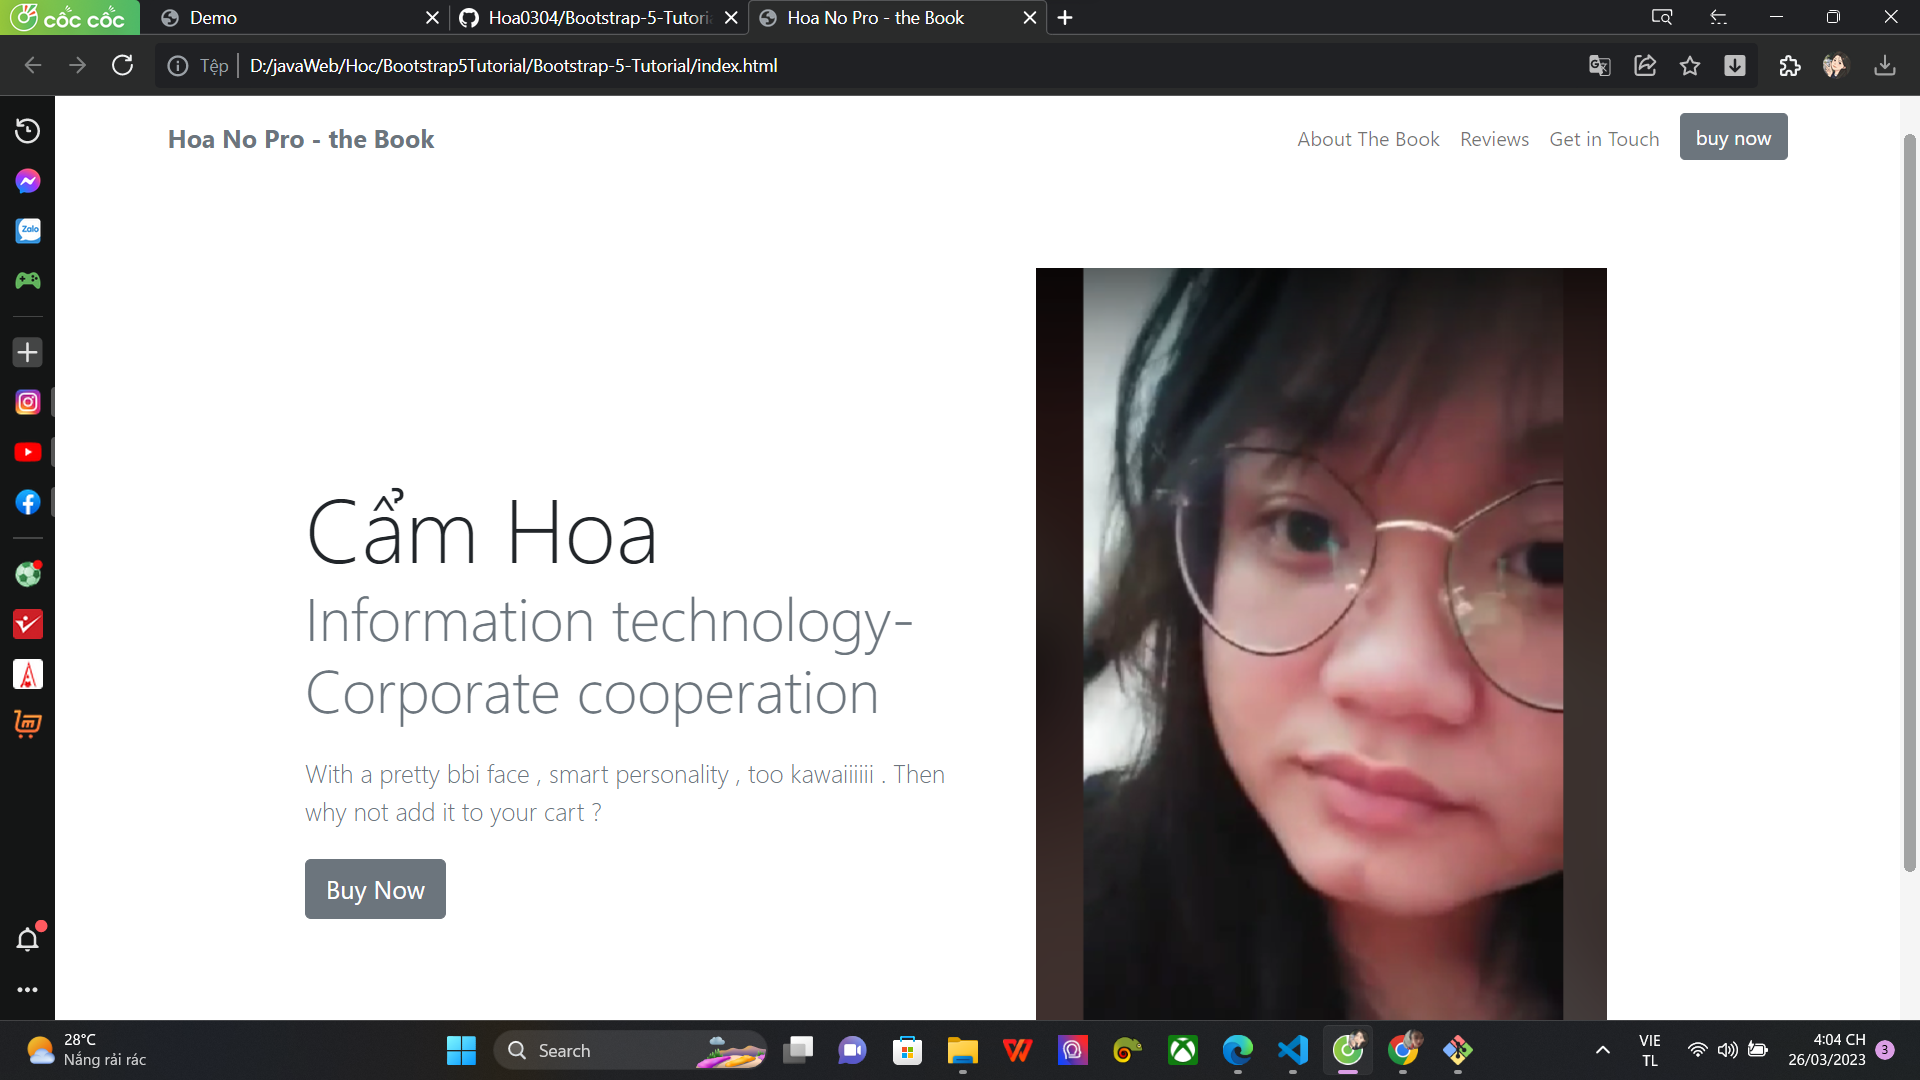 cốc cốc
Demo
Hoa0304/Bootstrap-5-Tutori
Hoa No Pro - the Book
Tệp
D:/javaWeb/Hoc/Bootstrap5Tutorial/Bootstrap-5-Tutorial/index.html
Hoa No Pro - the Book
About The Book
Reviews
Get in Touch
buy now
Zalo
Cẩm Hoa
Information technology-
Corporate cooperation
With a pretty bbi face , smart personality , too kawaiiiiii . Then
why not add it to your cart ?
Buy Now
28°C
Nắng rải rác
Search
VIE
TL
4:04 CH
26/03/2023
3